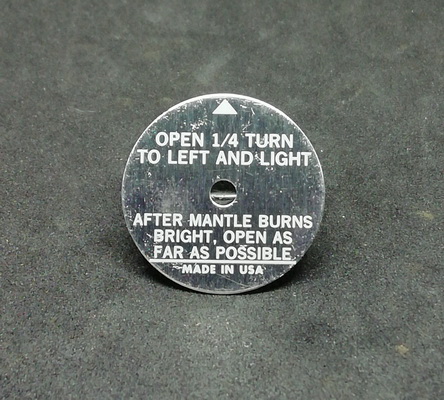 OPEN 1/4 TURN
TO LEFT AND LIGHT
AFTER MANTLE BURNS
BRIGHT, OPEN AS
FAR AS POSSIBLE
MADE IN USA